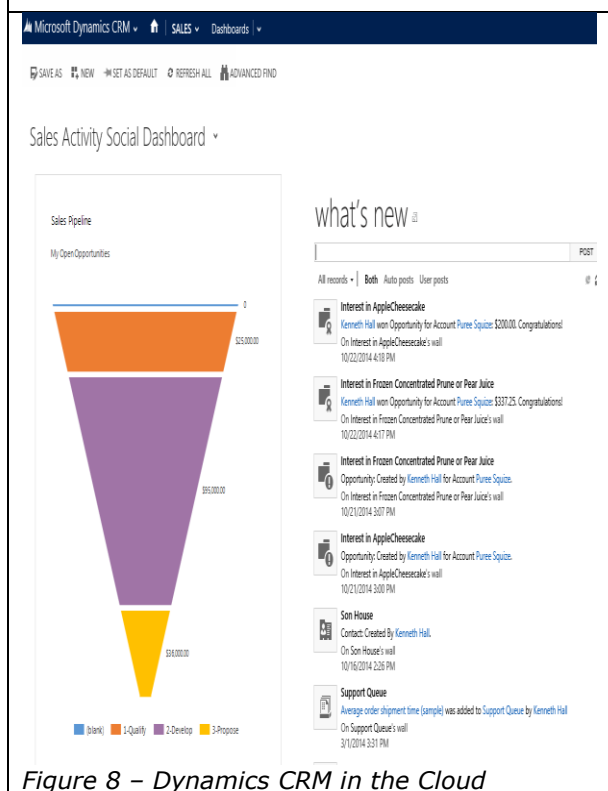 Microsoft Dynamics CRM SALES Dashboards
SAVE AS NEW SET AS DEFAULT REFRESH ALL ADVANCED FIND
Sales Activity Social Dashboard
Sales Pipeline
My Open Opportunities
0
$25,000.00
$95,000.00
$36,000.00
(blank) 1-Qualify 2-Develop 3-Propose
what's new
POST
All records Both Auto posts User posts
Interest in AppleCheesecake
Kenneth Hall won Opportunity for Account Puree Squize: $200.00. Congratulations!
On Interest in AppleCheesecake's wall
10/22/2014 4:18 PM
Interest in Frozen Concentrated Prune or Pear Juice
Kenneth Hall won Opportunity for Account Puree Squize: $337.25. Congratulations!
On Interest in Frozen Concentrated Prune or Pear Juice's wall
10/22/2014 4:17 PM
Interest in Frozen Concentrated Prune or Pear Juice
Opportunity: Created by Kenneth Hall for Account Puree Squize.
On Interest in Frozen Concentrated Prune or Pear Juice's wall
10/21/2014 3:07 PM
Interest in AppleCheesecake
Opportunity: Created by Kenneth Hall for Account Puree Squize.
On Interest in AppleCheesecake's wall
10/21/2014 3:00 PM
Son House
Contact: Created By Kenneth Hall.
On Son House's wall
10/16/2014 2:26 PM
Support Queue
Average order shipment time (sample) was added to Support Queue by Kenneth Hall
On Support Queue's wall
3/1/2014 3:31 PM
Figure 8 – Dynamics CRM in the Cloud